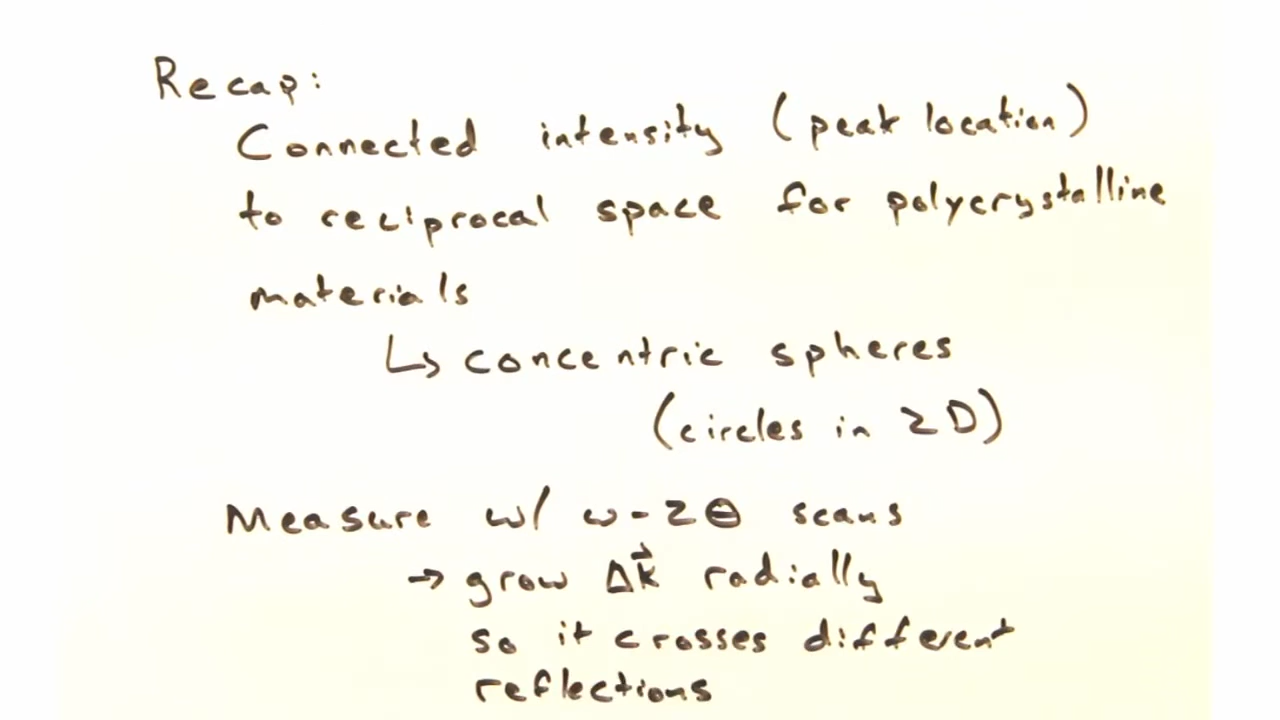 Recap:
Connected intensity (peak location)
to reciprocal space for polycrystalline
materials
↳ concentric spheres
(circles in 2D)
Measure w/ ω-2θ scans
→ grow Δk⃗ radially
so it crosses different
reflections